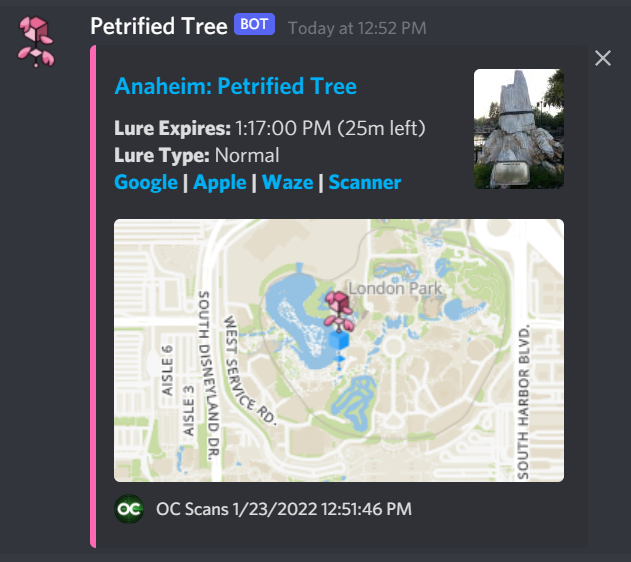 Petrified Tree BOT Today at 12:52 PM
Anaheim: Petrified Tree
Lure Expires: 1:17:00 PM (25m left)
Lure Type: Normal
Google | Apple | Waze | Scanner
London Park
SOUTH DISNEYLAND DR.
WEST SERVICE RD.
AISLE 6
AISLE 3
SOUTH HARBOR BLVD.
OC
OC Scans 1/23/2022 12:51:46 PM